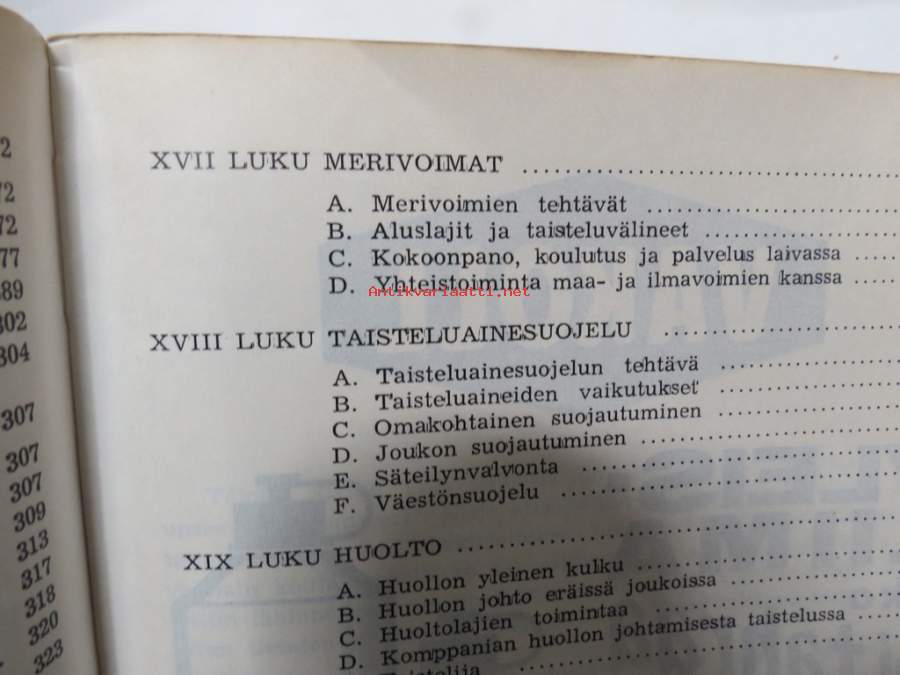 2
72
72
77
289
302
304
307
307
307
309
313
317
318
320
323
XVII LUKU MERIVOIMAT ........................
A. Merivoimien tehtävät ....................
B. Aluslajit ja taisteluvälineet ................
C. Kokoonpano, koulutus ja palvelus laivassa .....
D. Yhteistoiminta maa- ja ilmavoimien kanssa .....
Antikvariaatti.net
XVIII LUKU TAISTELUAINESUOJELU ...................
A. Taisteluainesuojelun tehtävä ...............
B. Taisteluaineiden vaikutukset ...............
C. Omakohtainen suojautuminen ...............
D. Joukon suojautuminen ....................
E. Säteilynvalvonta ........................
F. Väestönsuojelu .........................
XIX LUKU HUOLTO ...............................
A. Huollon yleinen kulku ....................
B. Huollon johto eräissä joukoissa .............
C. Huoltolajien toimintaa ....................
D. Komppanian huollon johtamisesta taistelussa ....